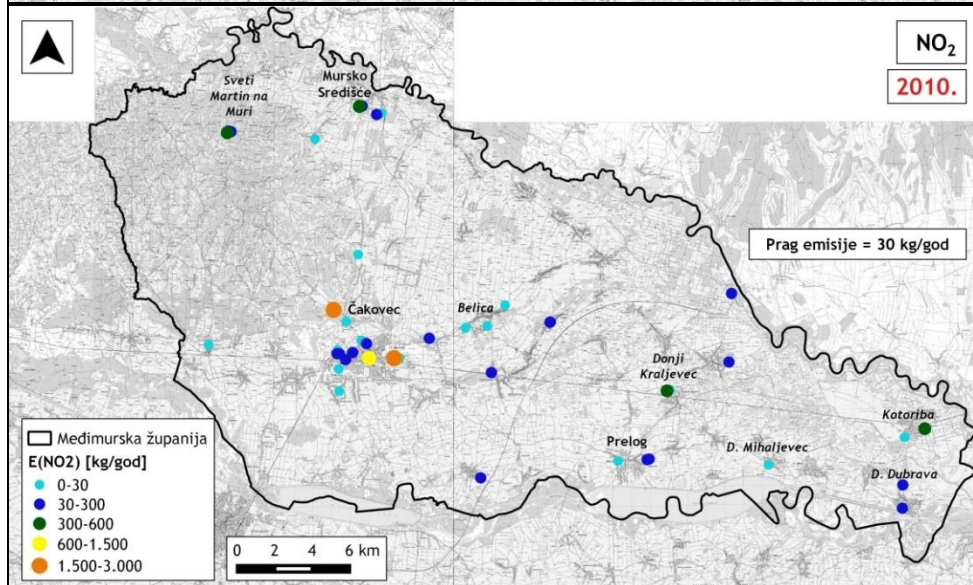 NO₂
2010.
Sveti
Martin na
Muri
Mursko
Središće
Prag emisije = 30 kg/god
Čakovec
Belica
Donji
Kraljevec
Kotoriba
Prelog
D. Mihaljevec
D. Dubrava
Međimurska županija
E(NO2) [kg/god]
0-30
30-300
300-600
600-1.500
1.500-3.000
0 2 4 6 km